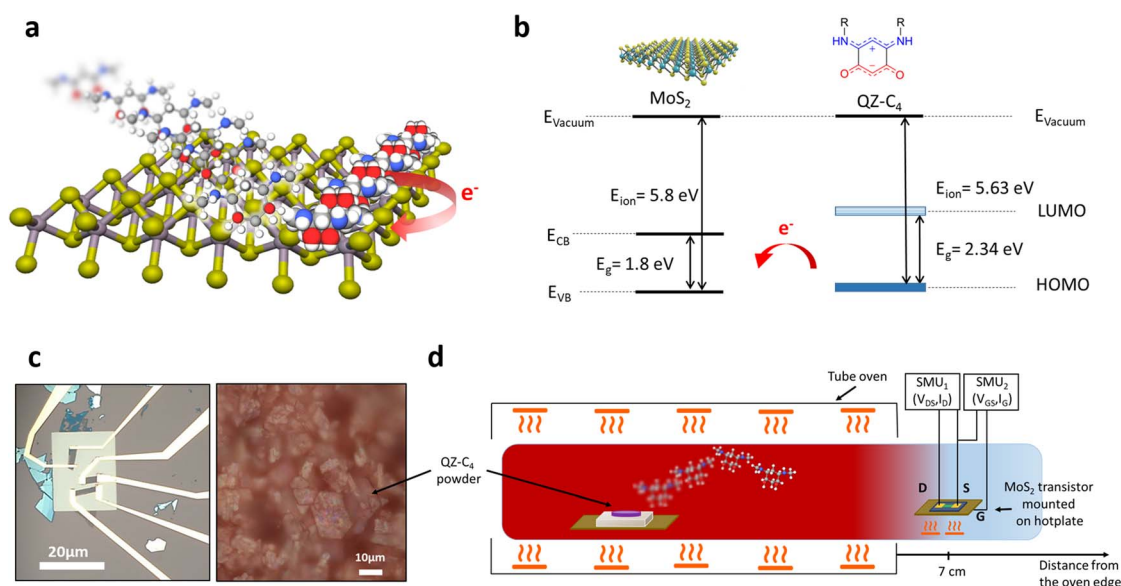 a
e-
b
R
R
HN
NH
+
−
O
O
MoS2
QZ-C4
EVacuum
EVacuum
Eion= 5.8 eV
Eion= 5.63 eV
LUMO
ECB
e-
Eg= 1.8 eV
Eg= 2.34 eV
EVB
HOMO
c
20μm
10μm
QZ-C4
powder
d
Tube oven
SMU1
(VDS,ID)
SMU2
(VGS,IG)
D
S
G
MoS2 transistor
mounted
on hotplate
7 cm
Distance from
the oven edge